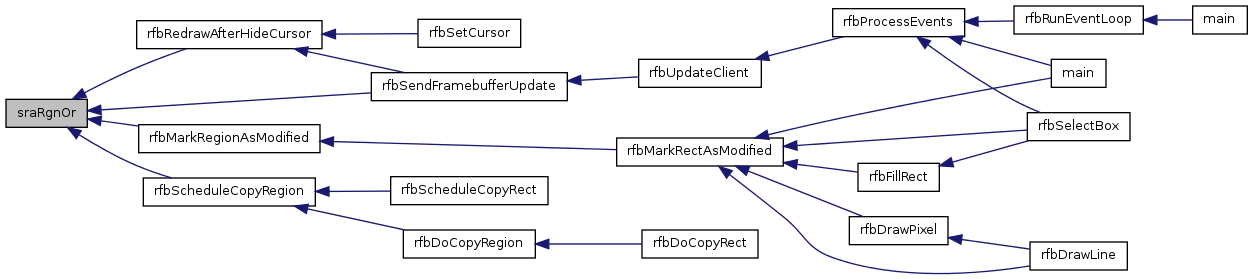 rfbProcessEvents
rfbRunEventLoop
main
rfbRedrawAfterHideCursor
rfbSetCursor
rfbUpdateClient
main
rfbSendFramebufferUpdate
sraRgnOr
rfbSelectBox
rfbMarkRegionAsModified
rfbMarkRectAsModified
rfbFillRect
rfbScheduleCopyRegion
rfbScheduleCopyRect
rfbDrawPixel
rfbDoCopyRegion
rfbDoCopyRect
rfbDrawLine